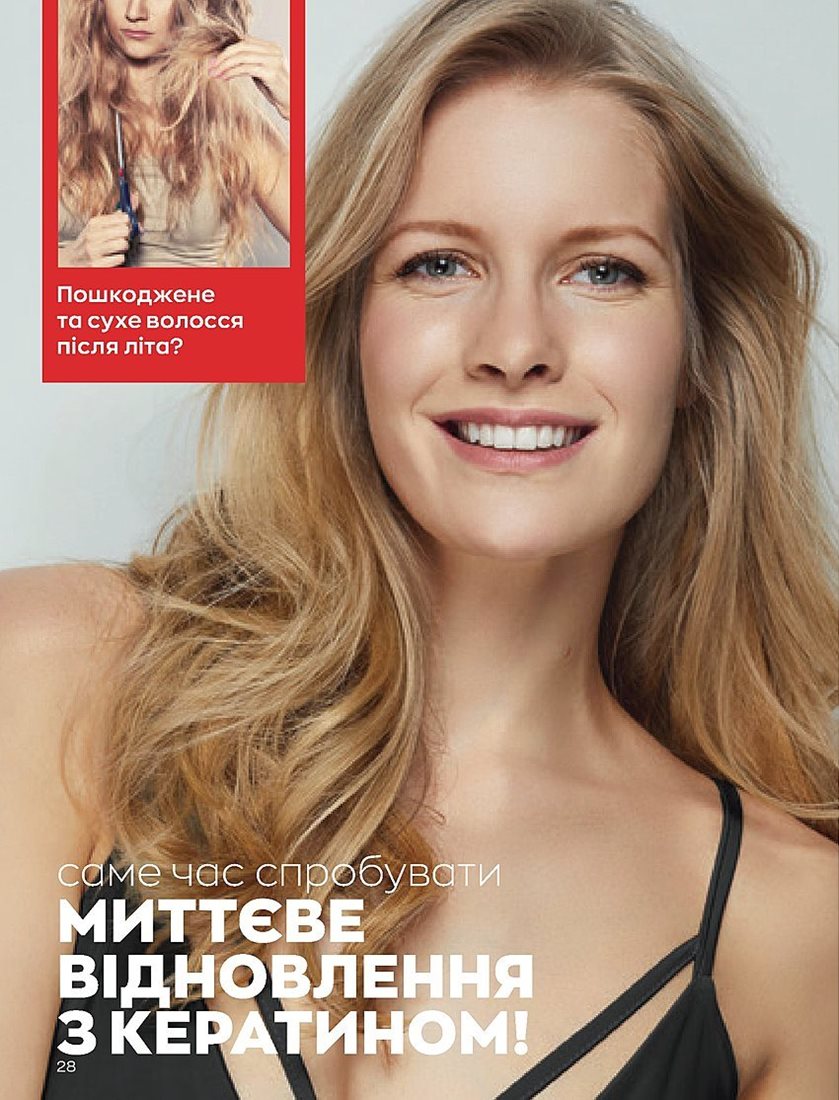 Пошкоджене
та сухе волосся
після літа?
саме час спробувати
МИТТЄВЕ
ВІДНОВЛЕННЯ
З КЕРАТИНОМ!
28